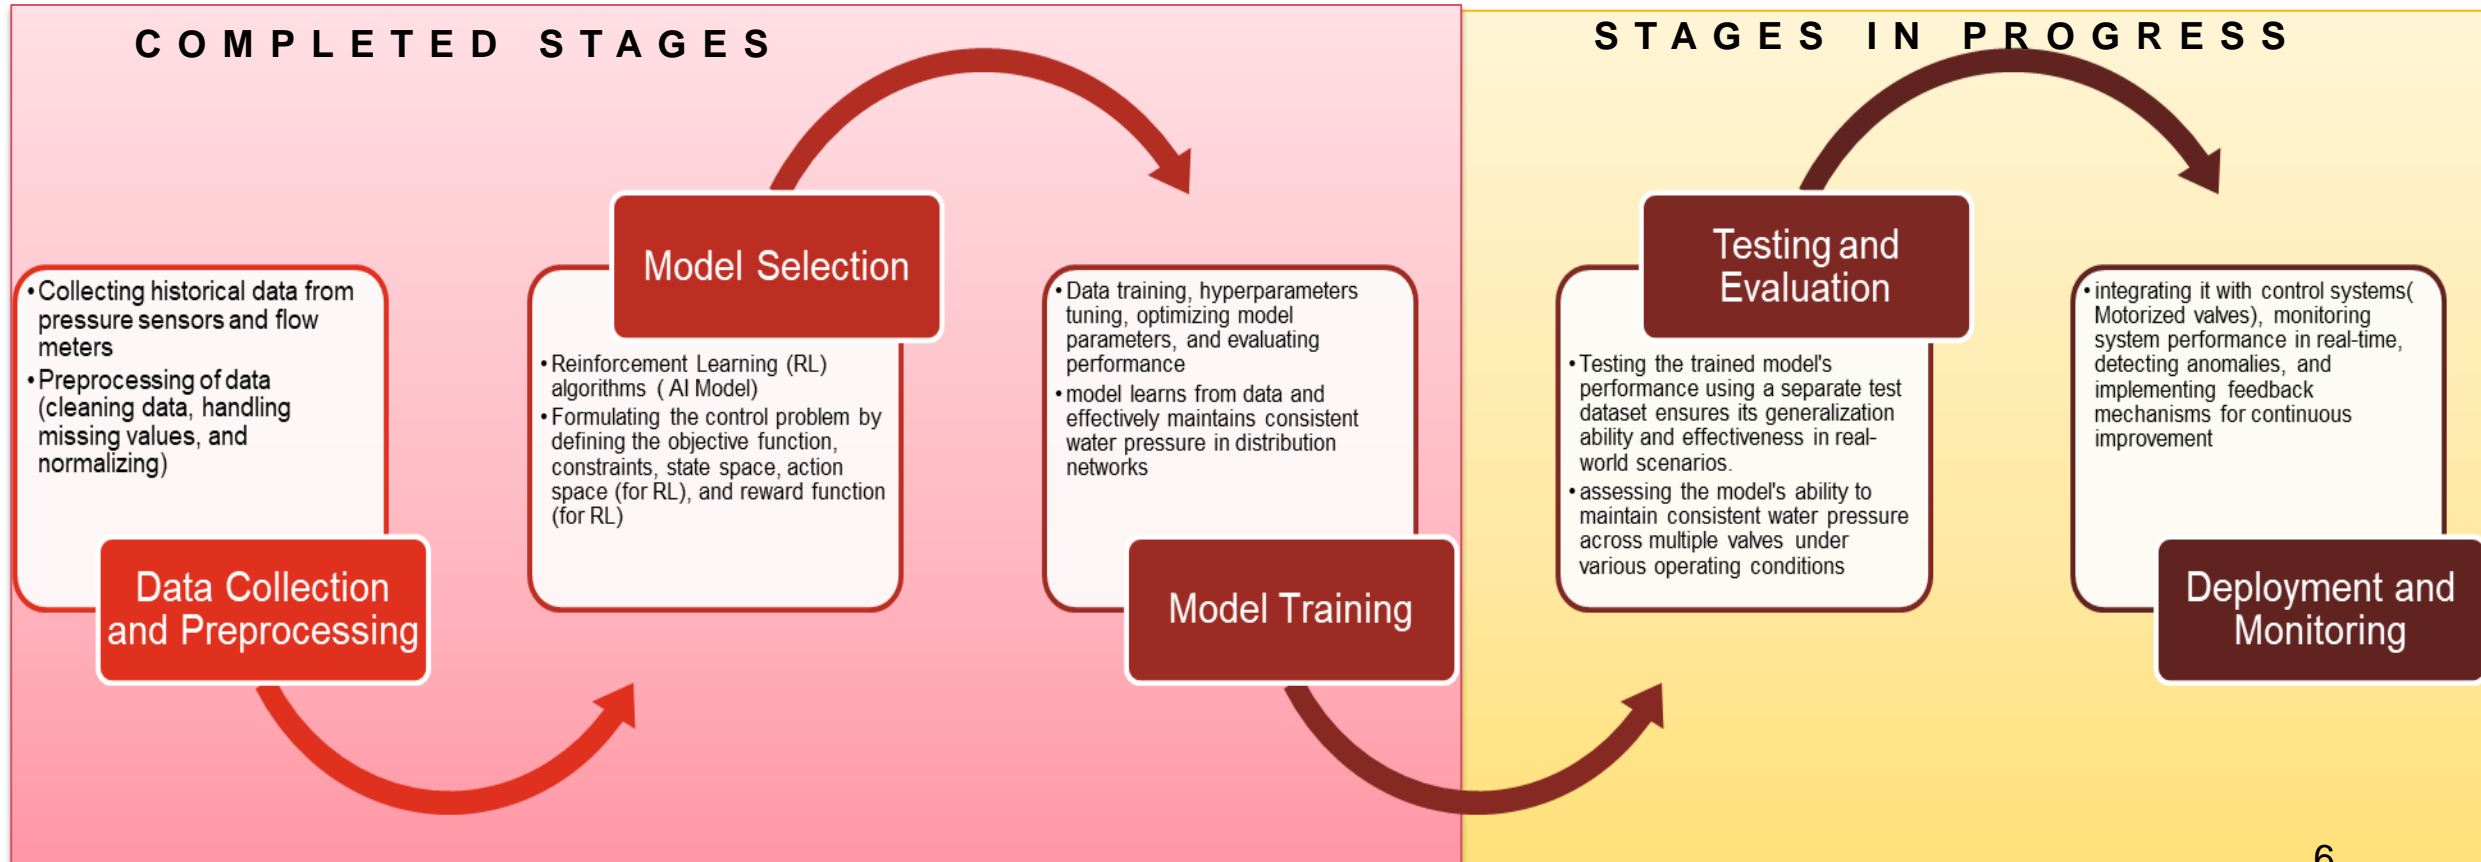 COMPLETED STAGES
STAGES IN PROGRESS
•Collecting historical data from
pressure sensors and flow
meters
•Preprocessing of data
(cleaning data, handling
missing values, and
normalizing)
Data Collection
and Preprocessing
Model Selection
•Reinforcement Learning (RL)
algorithms ( AI Model)
•Formulating the control problem by
defining the objective function,
constraints, state space, action
space (for RL), and reward function
(for RL)
•Data training, hyperparameters
tuning, optimizing model
parameters, and evaluating
performance
•model learns from data and
effectively maintains consistent
water pressure in distribution
networks
Model Training
Testing and
Evaluation
•Testing the trained model's
performance using a separate test
dataset ensures its generalization
ability and effectiveness in real-
world scenarios.
•assessing the model's ability to
maintain consistent water pressure
across multiple valves under
various operating conditions
•integrating it with control systems(
Motorized valves), monitoring
system performance in real-time,
detecting anomalies, and
implementing feedback
mechanisms for continuous
improvement
Deployment and
Monitoring
6